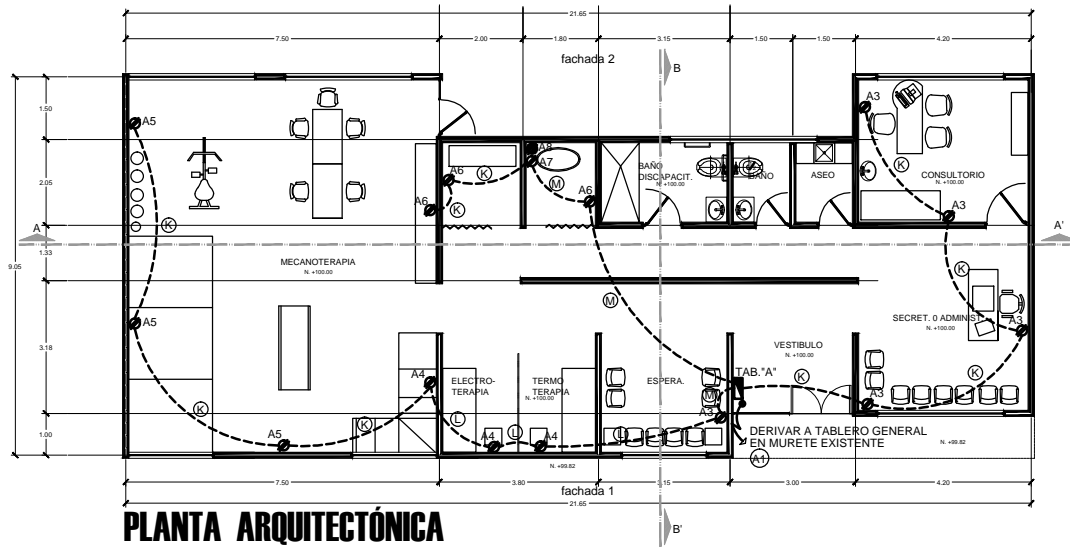 21.65
7.50
2.00
1.80
3.15
1.50
1.50
4.20
fachada 2
B
9.05
1.50
2.05
1.33
3.18
1.00
A5
A3
A8
A7
A6
K
M
A6
A6
K
K
BAÑO
DISCAPACIT.
N. +100.00
BAÑO
ASEO
K
CONSULTORIO
N. +100.00
A3
K
A
A'
MECANOTERAPIA
N. +100.00
K
M
A5
SECRET. 0 ADMINIST.
N. +100.00
A3
VESTIBULO
N. +100.00
A4
ELECTRO-
TERAPIA
TERMO
TERAPIA
N. +100.00
ESPERA.
TAB."A"
K
K
M
A3
A3
K
K
L
L
L
A5
A4
A4
DERIVAR A TABLERO GENERAL
EN MURETE EXISTENTE
A1
N. +99.82
N. +99.82
7.50
3.80
3.15
3.00
4.20
fachada 1
21.65
B'
PLANTA ARQUITECTÓNICA